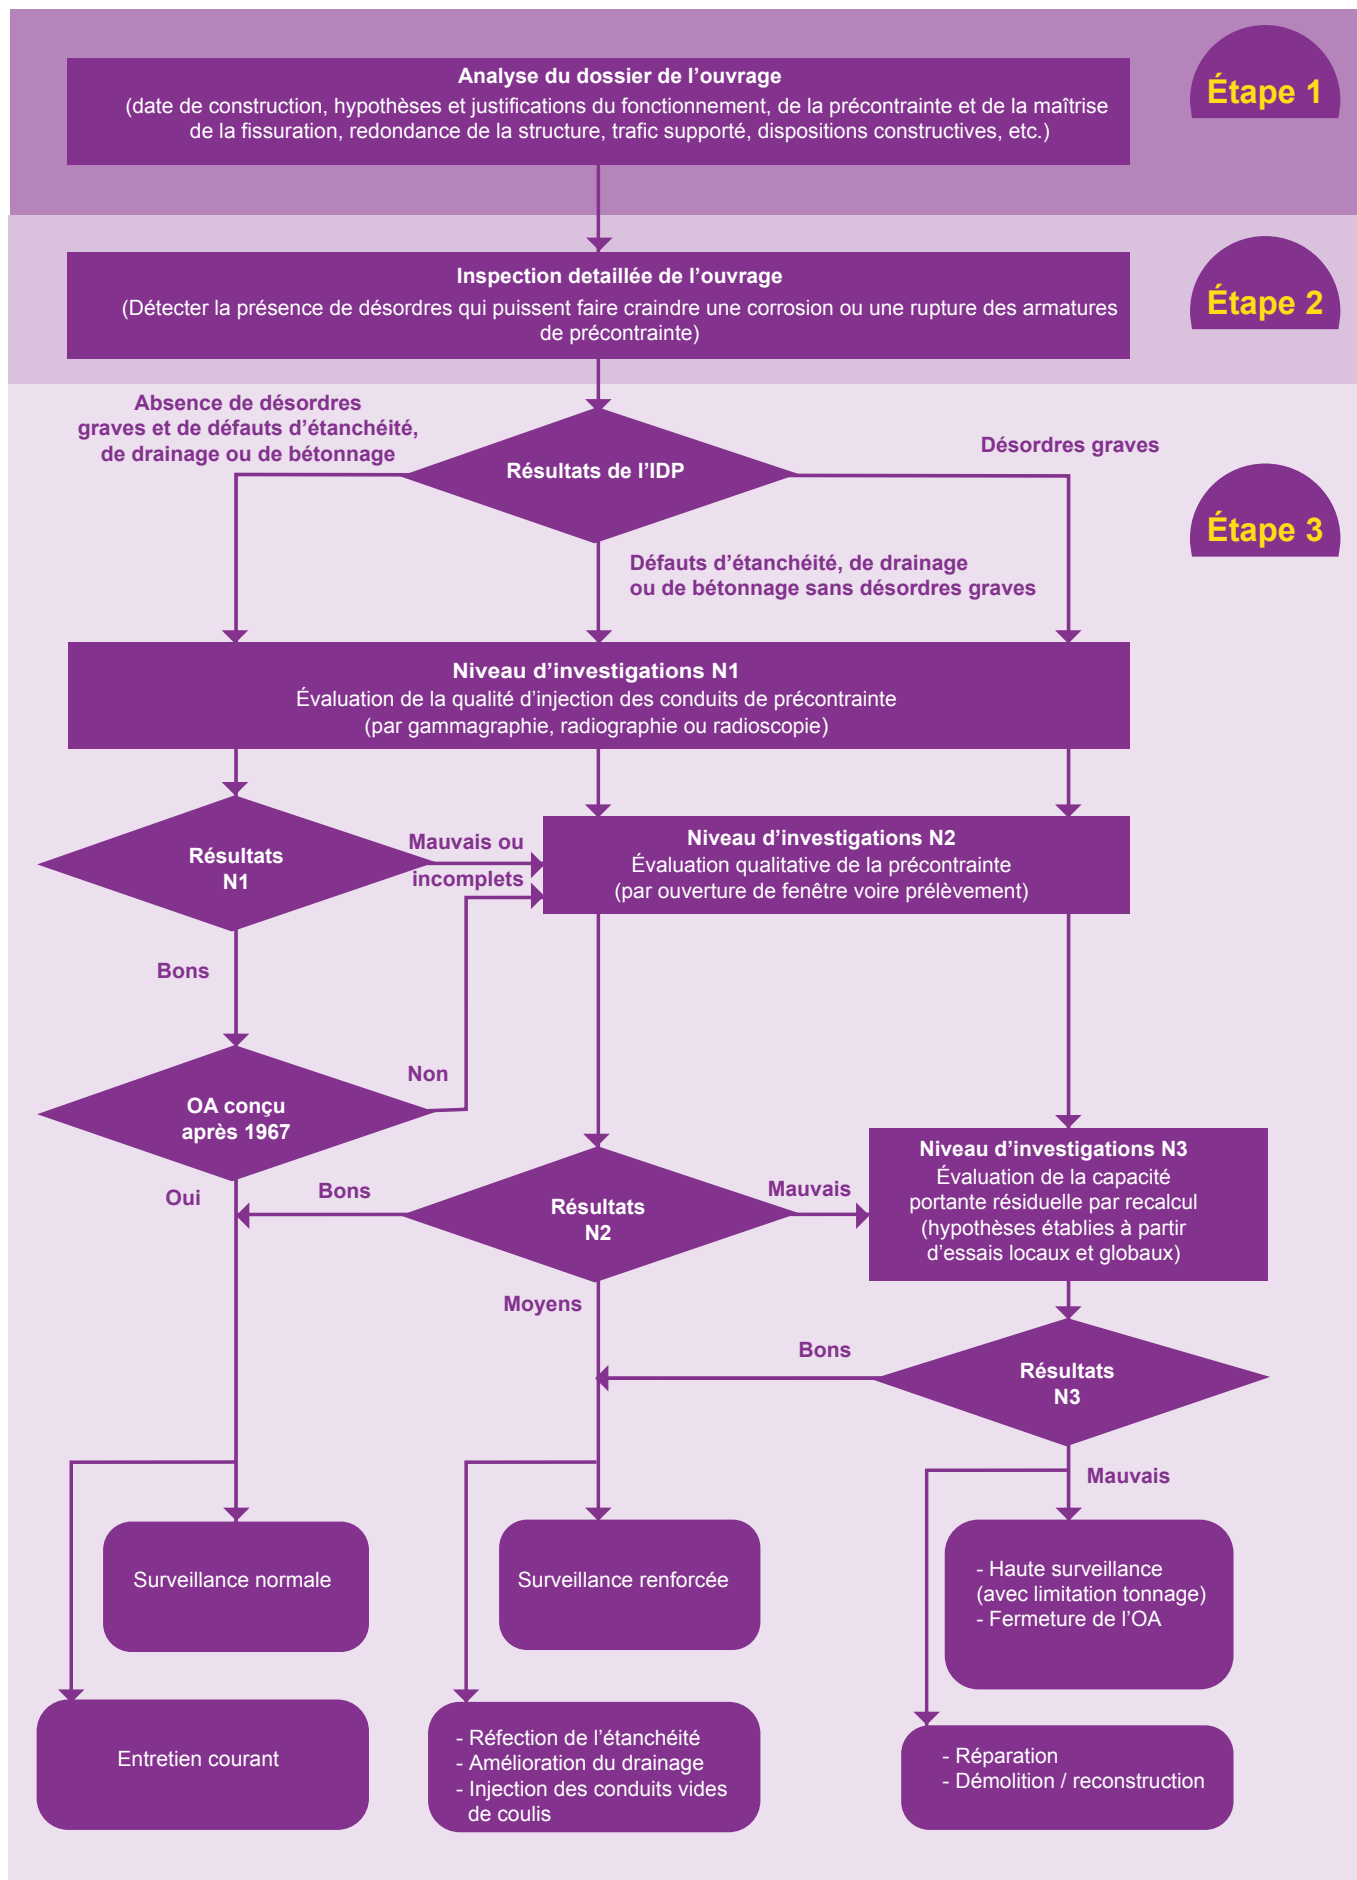 Étape 1
Analyse du dossier de l’ouvrage
(date de construction, hypothèses et justifications du fonctionnement, de la précontrainte et de la maîtrise
de la fissuration, redondance de la structure, trafic supporté, dispositions constructives, etc.)
Étape 2
Inspection detaillée de l’ouvrage
(Détecter la présence de désordres qui puissent faire craindre une corrosion ou une rupture des armatures
de précontrainte)
Étape 3
Absence de désordres
graves et de défauts d’étanchéité,
de drainage ou de bétonnage
Résultats de l’IDP
Désordres graves
Défauts d’étanchéité, de drainage
ou de bétonnage sans désordres graves
Niveau d’investigations N1
Évaluation de la qualité d’injection des conduits de précontrainte
(par gammagraphie, radiographie ou radioscopie)
Résultats
N1
Mauvais ou
incomplets
Niveau d’investigations N2
Évaluation qualitative de la précontrainte
(par ouverture de fenêtre voire prélèvement)
Bons
OA conçu
après 1967
Non
Oui
Bons
Résultats
N2
Mauvais
Niveau d’investigations N3
Évaluation de la capacité
portante résiduelle par recalcul
(hypothèses établies à partir
d’essais locaux et globaux)
Moyens
Bons
Résultats
N3
Mauvais
Surveillance normale
Surveillance renforcée
- Haute surveillance
(avec limitation tonnage)
- Fermeture de l’OA
Entretien courant
- Réfection de l’étanchéité
- Amélioration du drainage
- Injection des conduits vides
de coulis
- Réparation
- Démolition / reconstruction